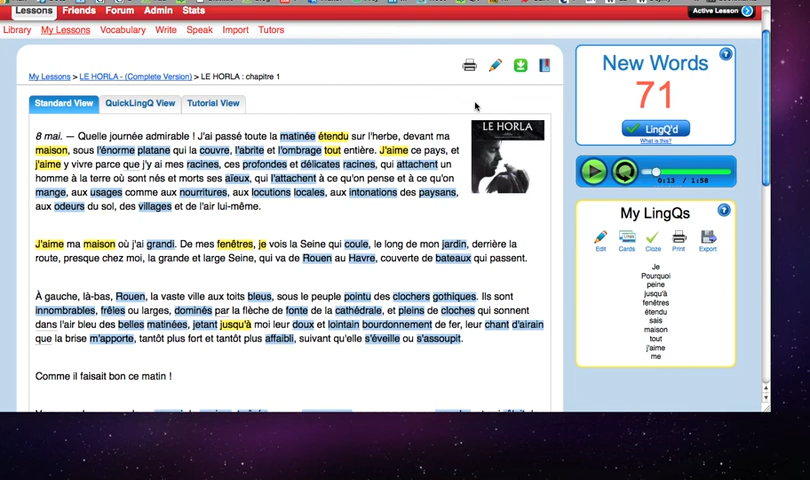 Lessons Friends Forum Admin Stats
Active Lesson
Library My Lessons Vocabulary Write Speak Import Tutors
My Lessons > LE HORLA - (Complete Version) > LE HORLA : chapitre 1
Standard View QuickLingQ View Tutorial View
8 mai. — Quelle journée admirable ! J'ai passé toute la matinée étendu sur l'herbe, devant ma
maison, sous l'énorme platane qui la couvre, l'abrite et l'ombrage tout entière. J'aime ce pays, et
j'aime y vivre parce que j'y ai mes racines, ces profondes et délicates racines, qui attachent un
homme à la terre où sont nés et morts ses aïeux, qui l'attachent à ce qu'on pense et à ce qu'on
mange, aux usages comme aux nourritures, aux locutions locales, aux intonations des paysans,
aux odeurs du sol, des villages et de l'air lui-même.
LE HORLA
J'aime ma maison où j'ai grandi. De mes fenêtres, je vois la Seine qui coule, le long de mon jardin, derrière la
route, presque chez moi, la grande et large Seine, qui va de Rouen au Havre, couverte de bateaux qui passent.
À gauche, là-bas, Rouen, la vaste ville aux toits bleus, sous le peuple pointu des clochers gothiques. Ils sont
innombrables, frêles ou larges, dominés par la flèche de fonte de la cathédrale, et pleins de cloches qui sonnent
dans l'air bleu des belles matinées, jetant jusqu'à moi leur doux et lointain bourdonnement de fer, leur chant d'airain
que la brise m'apporte, tantôt plus fort et tantôt plus affaibli, suivant qu'elle s'éveille ou s'assoupit.
Comme il faisait bon ce matin !
New Words
?
71
LingQ'd
What is this?
0:13 / 1:58
My LingQs
?
Edit Cards Cloze Print Export
Je
Pourquoi
peine
jusqu'à
fenêtres
étendu
sais
maison
tout
j'aime
me